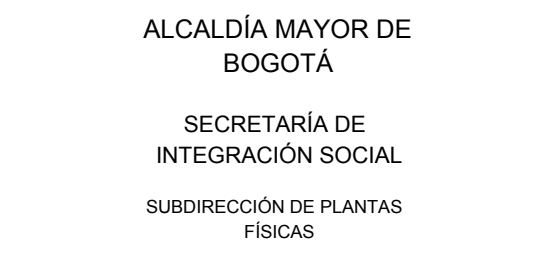 ALCALDÍA MAYOR DE
BOGOTÁ
SECRETARÍA DE
INTEGRACIÓN SOCIAL
SUBDIRECCIÓN DE PLANTAS
FÍSICAS